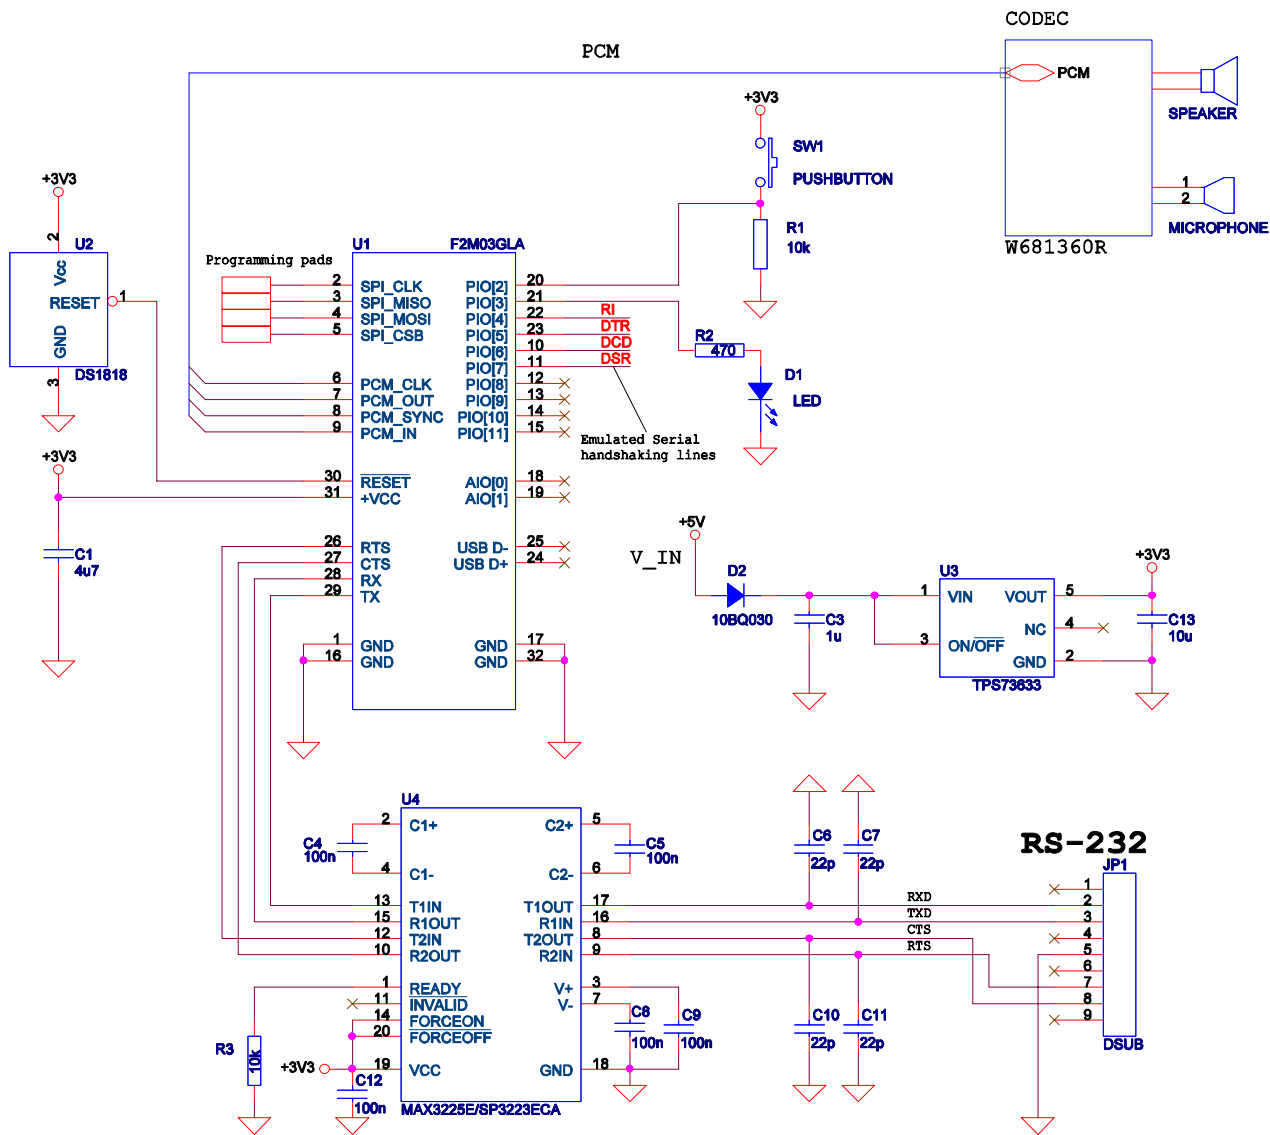 CODEC
PCM
PCM
SPEAKER
1
2
MICROPHONE
W681360R
+3V3
SW1
PUSHBUTTON
R1
10k
+3V3
2
U2
Vcc
RESET
1
GND
3
DS1818
Programming pads
U1
F2M03GLA
2 SPI_CLK
3 SPI_MISO
4 SPI_MOSI
5 SPI_CSB
6 PCM_CLK
7 PCM_OUT
8 PCM_SYNC
9 PCM_IN
30 RESET
31 +VCC
26 RTS
27 CTS
28 RX
29 TX
1 GND
16 GND
PIO[2] 20
PIO[3] 21
PIO[4] 22 RI
PIO[5] 23 DTR
PIO[6] 10 DCD
PIO[7] 11 DSR
PIO[8] 12
PIO[9] 13
PIO[10] 14
PIO[11] 15
AIO[0] 18
AIO[1] 19
USB D- 25
USB D+ 24
GND 17
GND 32
R2
470
D1
LED
Emulated Serial
handshaking lines
+3V3
C1
4u7
+5V
V_IN
D2
10BQ030
C3
1u
U3
1 VIN
3 ON/OFF
VOUT 5
NC 4
GND 2
TPS73633
+3V3
C13
10u
U4
2 C1+
4 C1-
13 T1IN
15 R1OUT
12 T2IN
10 R2OUT
1 READY
11 INVALID
14 FORCEON
20 FORCEOFF
19 VCC
C2+ 5
C2- 6
T1OUT 17
R1IN 16
T2OUT 8
R2IN 9
V+ 3
V- 7
GND 18
MAX3225E/SP3223ECA
C4
100n
C5
100n
R3
10k
+3V3
C12
100n
C8
100n
C9
100n
C6
22p
C7
22p
C10
22p
C11
22p
RXD
TXD
CTS
RTS
RS-232
JP1
1
2
3
4
5
6
7
8
9
DSUB